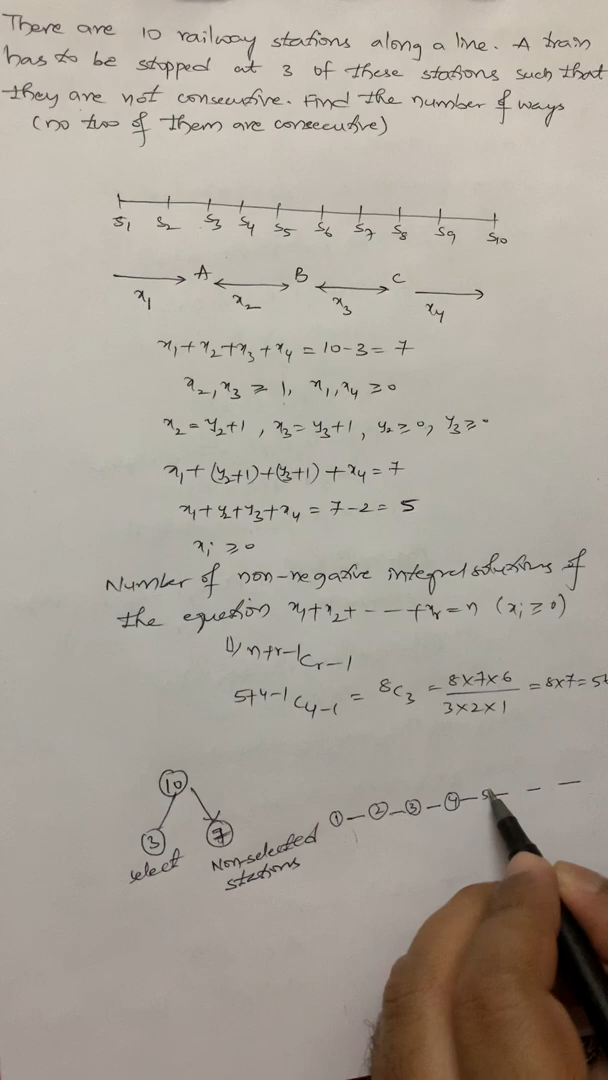 There are 10 railway stations along a line. A train
has to be stopped at 3 of these stations such that
they are not consecutive. Find the number of ways
(no two of them are consecutive)
S1 S2 S3 S4 S5 S6 S7 S8 S9 S10
A B C
x1 x2 x3 x4
x1+x2+x3+x4 = 10-3 = 7
x2, x3 ≥ 1, x1, x4 ≥ 0
x2 = y2+1, x3 = y3+1, y2 ≥ 0, y3 ≥ 0
x1 + (y2+1) + (y3+1) + x4 = 7
x1 + y2 + y3 + x4 = 7-2 = 5
xi ≥ 0
Number of non-negative integral solutions of
the equation x1+x2+ - - - +xr = n (xi ≥ 0)
is n+r-1Cr-1
5+4-1C4-1 = 8C3 = 8×7×6/3×2×1 = 8×7=5
10
3 7
select Non-selected
stations
1 — 2 — 3 — 4 — 5 — — —